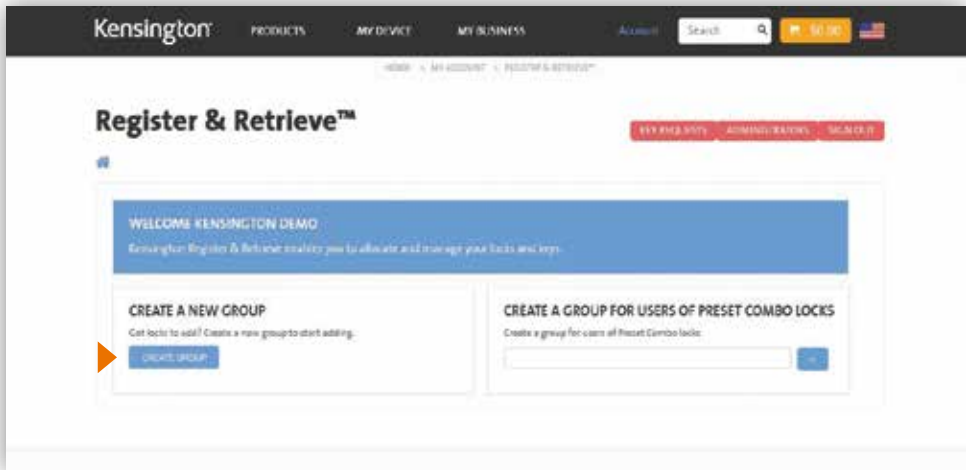 Kensington PRODUCTS MY DEVICE MY BUSINESS Account Search $0.00
HOME > MY ACCOUNT > REGISTER & RETRIEVE™
Register & Retrieve™
KEY REQUESTS ADMINISTRATORS SIGN OUT
WELCOME KENSINGTON DEMO
Kensington Register & Retrieve enables you to allocate and manage your locks and keys.
CREATE A NEW GROUP
Got locks to add? Create a new group to start adding.
CREATE GROUP
CREATE A GROUP FOR USERS OF PRESET COMBO LOCKS
Create a group for users of Preset Combo locks